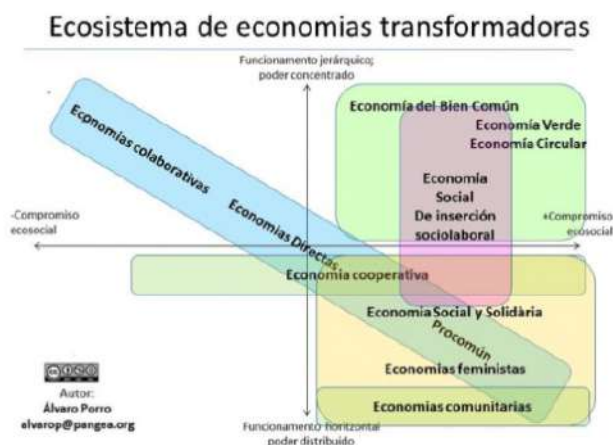 Ecosistema de economias transformadoras
Funcionamento jerárquico;
poder concentrado
Economías colaborativas
Economías Directas
Economía del Bien Común
Economía Verde
Economía Circular
Economía
Social
De inserción
sociolaboral
-Compromiso
ecosocial
+Compromiso
ecosocial
Economía cooperativa
Economia Social y Solidària
Procomún
Economías feministas
Economías comunitarias
Autor:
Álvaro Porro
alvarop@pangea.org
Funcionamento horitzontal
poder distribuido